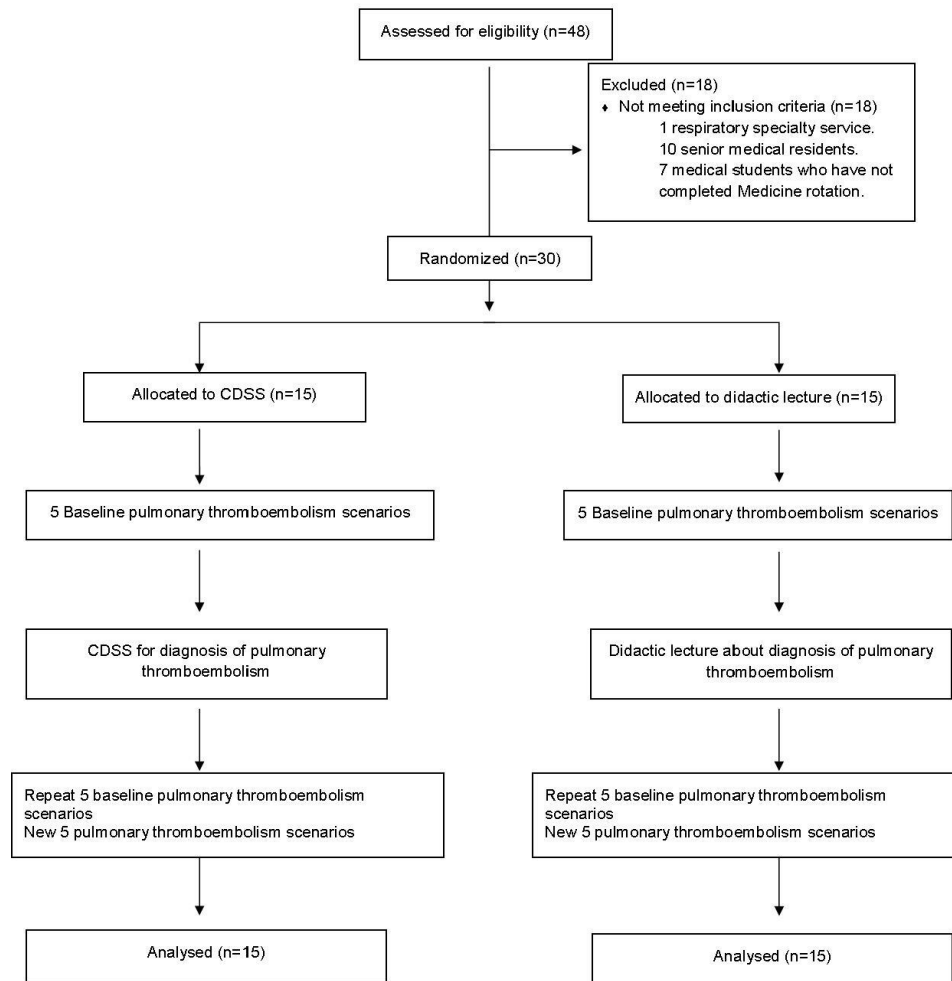 Assessed for eligibility (n=48)
Excluded (n=18)
♦ Not meeting inclusion criteria (n=18)
1 respiratory specialty service.
10 senior medical residents.
7 medical students who have not
completed Medicine rotation.
Randomized (n=30)
Allocated to CDSS (n=15)
Allocated to didactic lecture (n=15)
5 Baseline pulmonary thromboembolism scenarios
5 Baseline pulmonary thromboembolism scenarios
CDSS for diagnosis of pulmonary
thromboembolism
Didactic lecture about diagnosis of pulmonary
thromboembolism
Repeat 5 baseline pulmonary thromboembolism
scenarios
New 5 pulmonary thromboembolism scenarios
Repeat 5 baseline pulmonary thromboembolism
scenarios
New 5 pulmonary thromboembolism scenarios
Analysed (n=15)
Analysed (n=15)